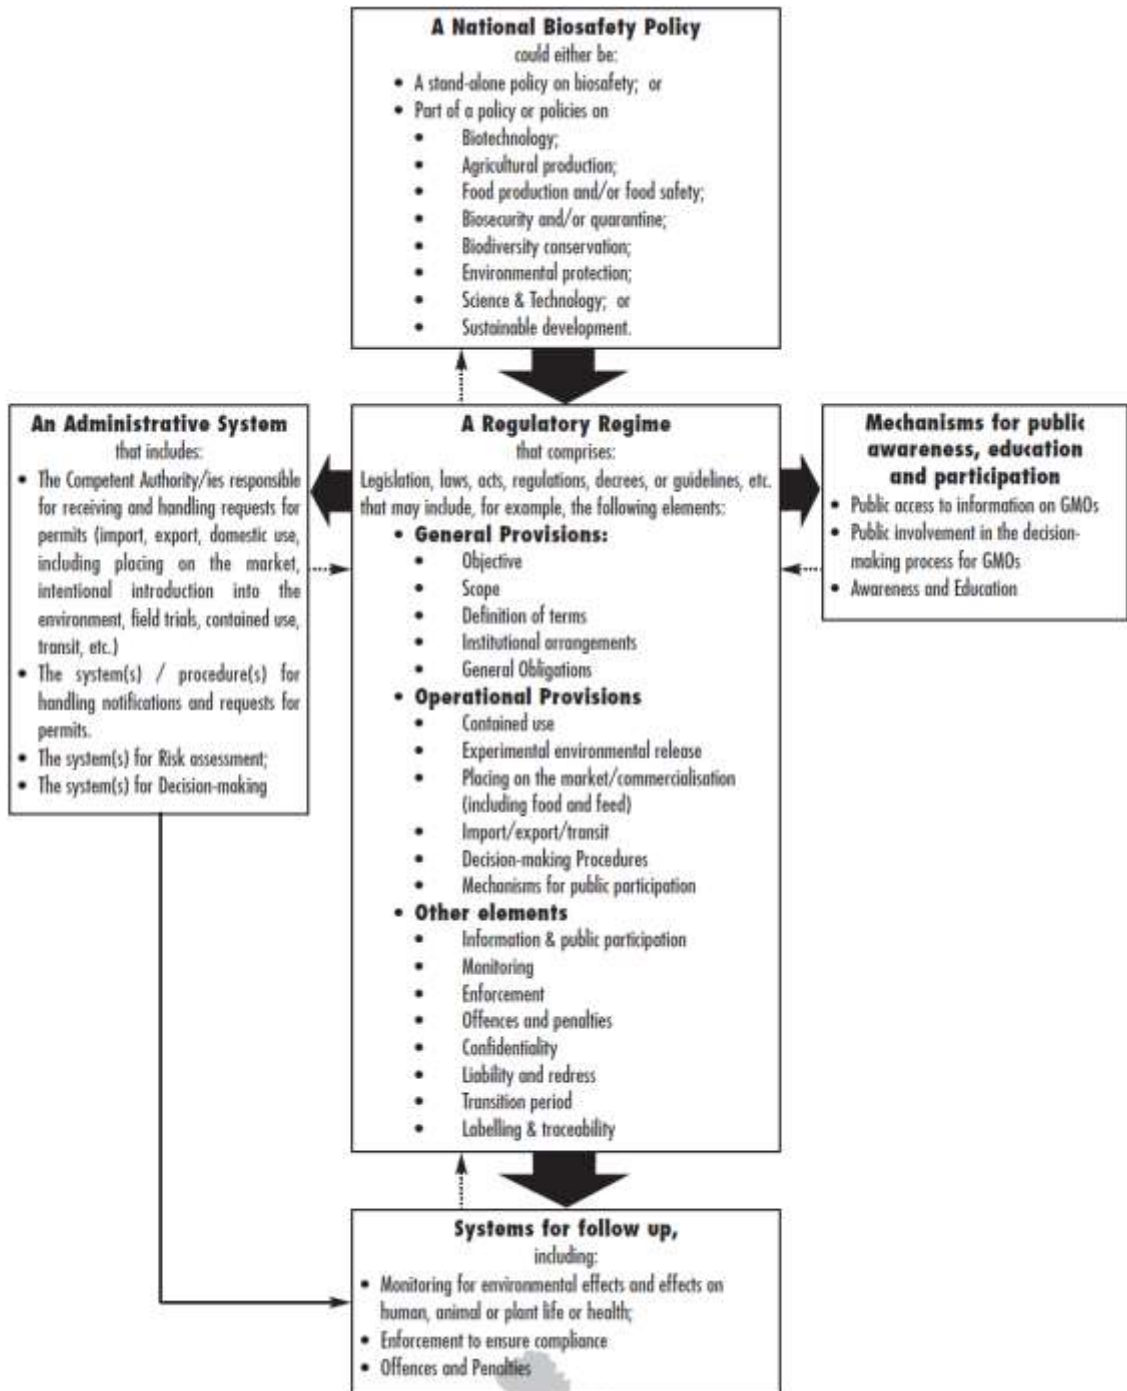 A National Biosafety Policy
could either be:
• A stand-alone policy on biosafety; or
• Part of a policy or policies on
• Biotechnology;
• Agricultural production;
• Food production and/or food safety;
• Biosecurity and/or quarantine;
• Biodiversity conservation;
• Environmental protection;
• Science & Technology; or
• Sustainable development.
An Administrative System
that includes:
• The Competent Authority/ies responsible
for receiving and handling requests for
permits (import, export, domestic use,
including placing on the market,
intentional introduction into the
environment, field trials, contained use,
transit, etc.)
• The system(s) / procedure(s) for
handling notifications and requests for
permits.
• The system(s) for Risk assessment;
• The system(s) for Decision-making
A Regulatory Regime
that comprises:
Legislation, laws, acts, regulations, decrees, or guidelines, etc.
that may include, for example, the following elements:
• General Provisions:
• Objective
• Scope
• Definition of terms
• Institutional arrangements
• General Obligations
• Operational Provisions
• Contained use
• Experimental environmental release
• Placing on the market/commercialisation
(including food and feed)
• Import/export/transit
• Decision-making Procedures
• Mechanisms for public participation
• Other elements
• Information & public participation
• Monitoring
• Enforcement
• Offences and penalties
• Confidentiality
• Liability and redress
• Transition period
• Labelling & traceability
Mechanisms for public
awareness, education
and participation
• Public access to information on GMOs
• Public involvement in the decision-
making process for GMOs
• Awareness and Education
Systems for follow up,
including:
• Monitoring for environmental effects and effects on
human, animal or plant life or health;
• Enforcement to ensure compliance
• Offences and Penalties